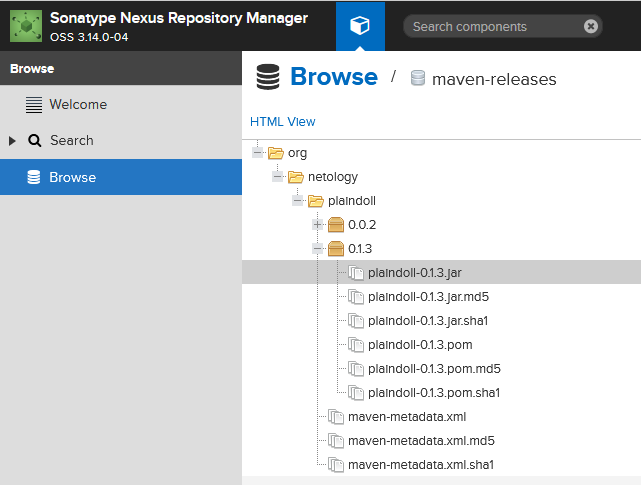 Sonatype Nexus Repository Manager
OSS 3.14.0-04
Search components
Browse
Welcome
Search
Browse
Browse / maven-releases
HTML View
org
netology
plaindoll
0.0.2
0.1.3
plaindoll-0.1.3.jar
plaindoll-0.1.3.jar.md5
plaindoll-0.1.3.jar.sha1
plaindoll-0.1.3.pom
plaindoll-0.1.3.pom.md5
plaindoll-0.1.3.pom.sha1
maven-metadata.xml
maven-metadata.xml.md5
maven-metadata.xml.sha1